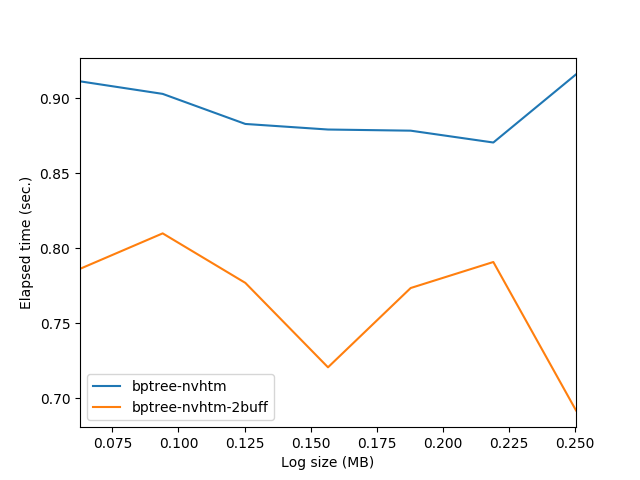 Elapsed time (sec.)
0.90
0.85
0.80
0.75
0.70
bptree-nvhtm
bptree-nvhtm-2buff
0.075 0.100 0.125 0.150 0.175 0.200 0.225 0.250
Log size (MB)